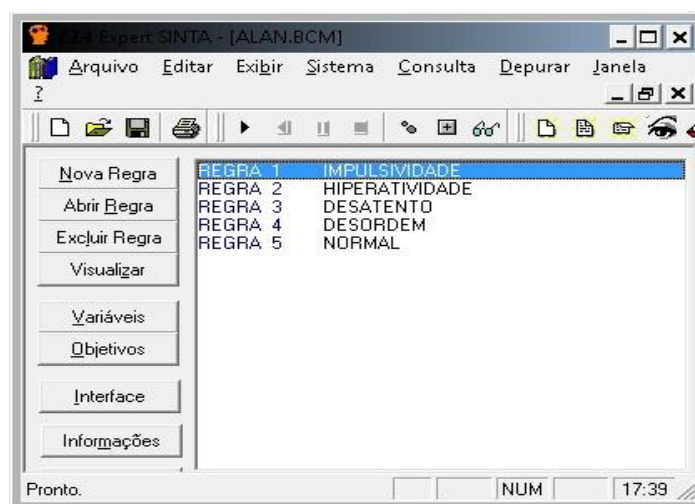 Expert SINTA - [ALAN.BCM]
Arquivo Editar Exibir Sistema Consulta Depurar Janela
?
Nova Regra
Abrir Regra
Excluir Regra
Visualizar
Variáveis
Objetivos
Interface
Informações
REGRA 1 IMPULSIVIDADE
REGRA 2 HIPERATIVIDADE
REGRA 3 DESATENTO
REGRA 4 DESORDEM
REGRA 5 NORMAL
Pronto.
NUM
17:39